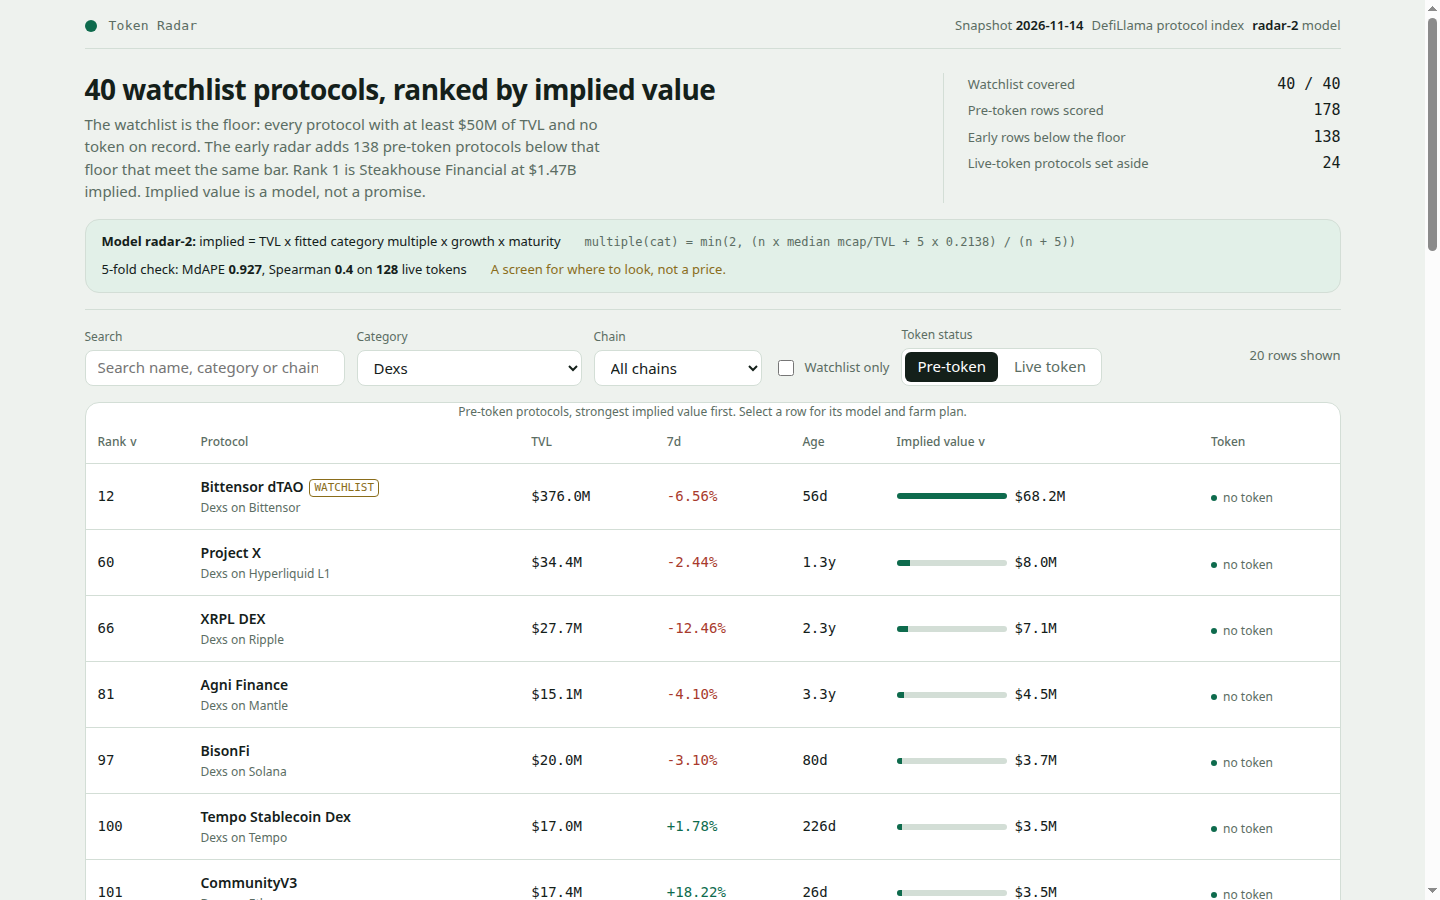 Token Radar
Snapshot 2026-11-14 DefiLlama protocol index radar-2 model
40 watchlist protocols, ranked by implied value
The watchlist is the floor: every protocol with at least $50M of TVL and no
token on record. The early radar adds 138 pre-token protocols below that
floor that meet the same bar. Rank 1 is Steakhouse Financial at $1.47B
implied. Implied value is a model, not a promise.
Watchlist covered 40 / 40
Pre-token rows scored 178
Early rows below the floor 138
Live-token protocols set aside 24
Model radar-2: implied = TVL x fitted category multiple x growth x maturity multiple(cat) = min(2, (n x median mcap/TVL + 5 x 0.2138) / (n + 5))
5-fold check: MdAPE 0.927, Spearman 0.4 on 128 live tokens A screen for where to look, not a price.
Search Category Chain Token status
Search name, category or chain Dexs All chains Watchlist only Pre-token Live token 20 rows shown
Pre-token protocols, strongest implied value first. Select a row for its model and farm plan.
Rank v Protocol TVL 7d Age Implied value v Token
12 Bittensor dTAO WATCHLIST $376.0M -6.56% 56d $68.2M no token
Dexs on Bittensor
60 Project X $34.4M -2.44% 1.3y $8.0M no token
Dexs on Hyperliquid L1
66 XRPL DEX $27.7M -12.46% 2.3y $7.1M no token
Dexs on Ripple
81 Agni Finance $15.1M -4.10% 3.3y $4.5M no token
Dexs on Mantle
97 BisonFi $20.0M -3.10% 80d $3.7M no token
Dexs on Solana
100 Tempo Stablecoin Dex $17.0M +1.78% 226d $3.5M no token
Dexs on Tempo
101 CommunityV3 $17.4M +18.22% 26d $3.5M no token